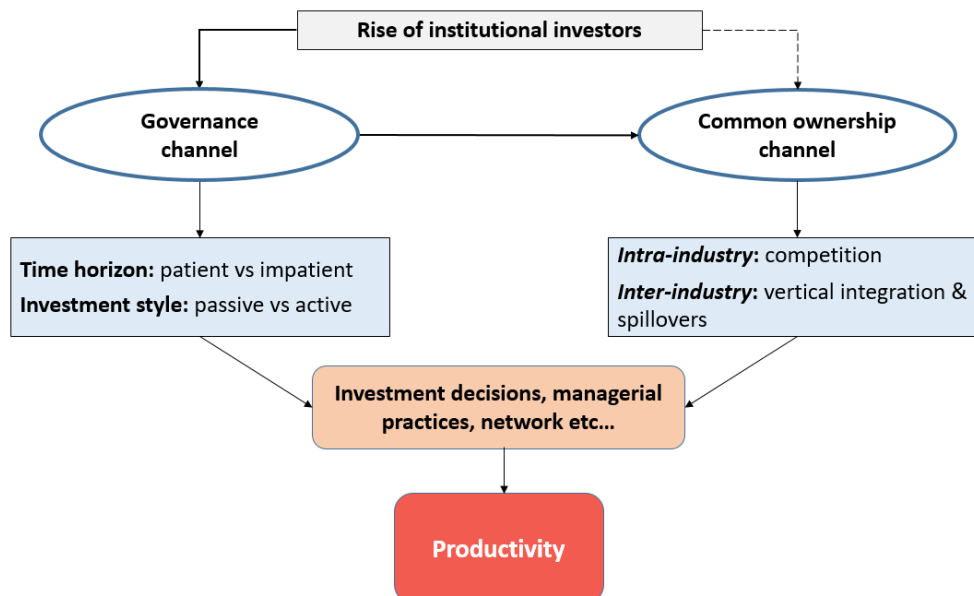 Rise of institutional investors
Governance
channel
Common ownership
channel
Time horizon: patient vs impatient
Investment style: passive vs active
Intra-industry: competition
Inter-industry: vertical integration &
spillovers
Investment decisions, managerial
practices, network etc…
Productivity